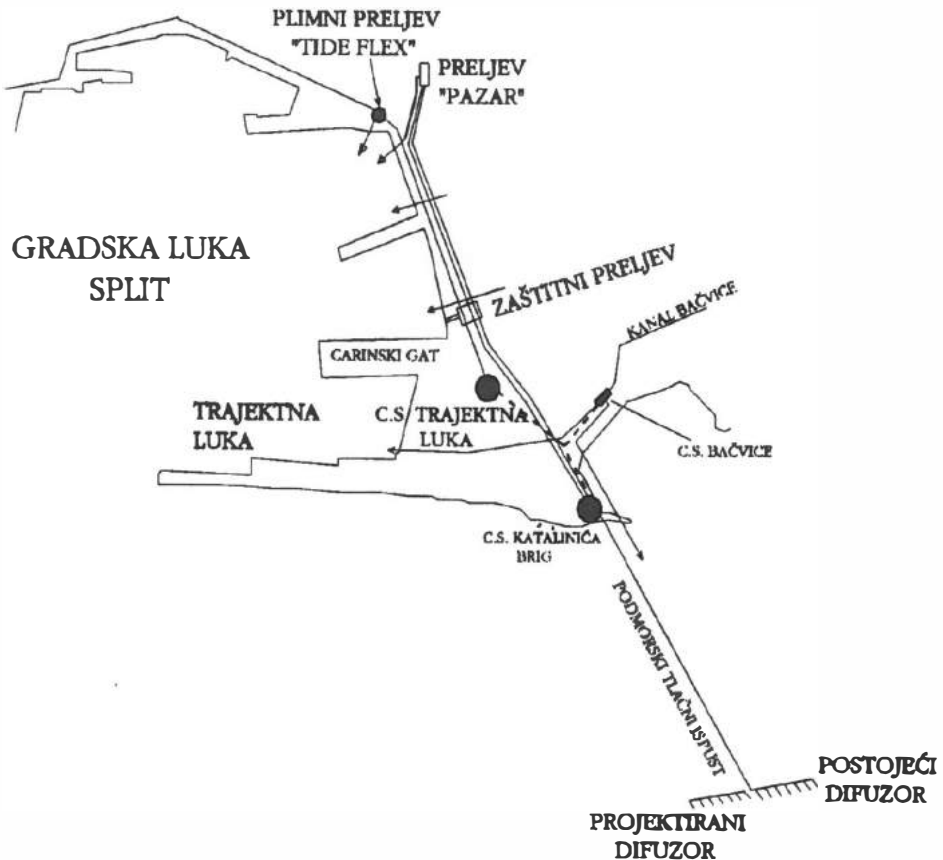 PLIMNI PRELJEV
"TIDE FLEX"
PRELJEV
"PAZAR"
GRADSKA LUKA
SPLIT
ZAŠTITNI PRELJEV
KANAL BAČVICE
CARINSKI GAT
TRAJEKTNA
LUKA
C.S. TRAJEKTNA
LUKA
C.S. BAČVICE
C.S. KATALINIĆA
BRIG
PODMORSKI TLAČNI ISPUST
POSTOJEĆI
DIFUZOR
PROJEKTIRANI
DIFUZOR